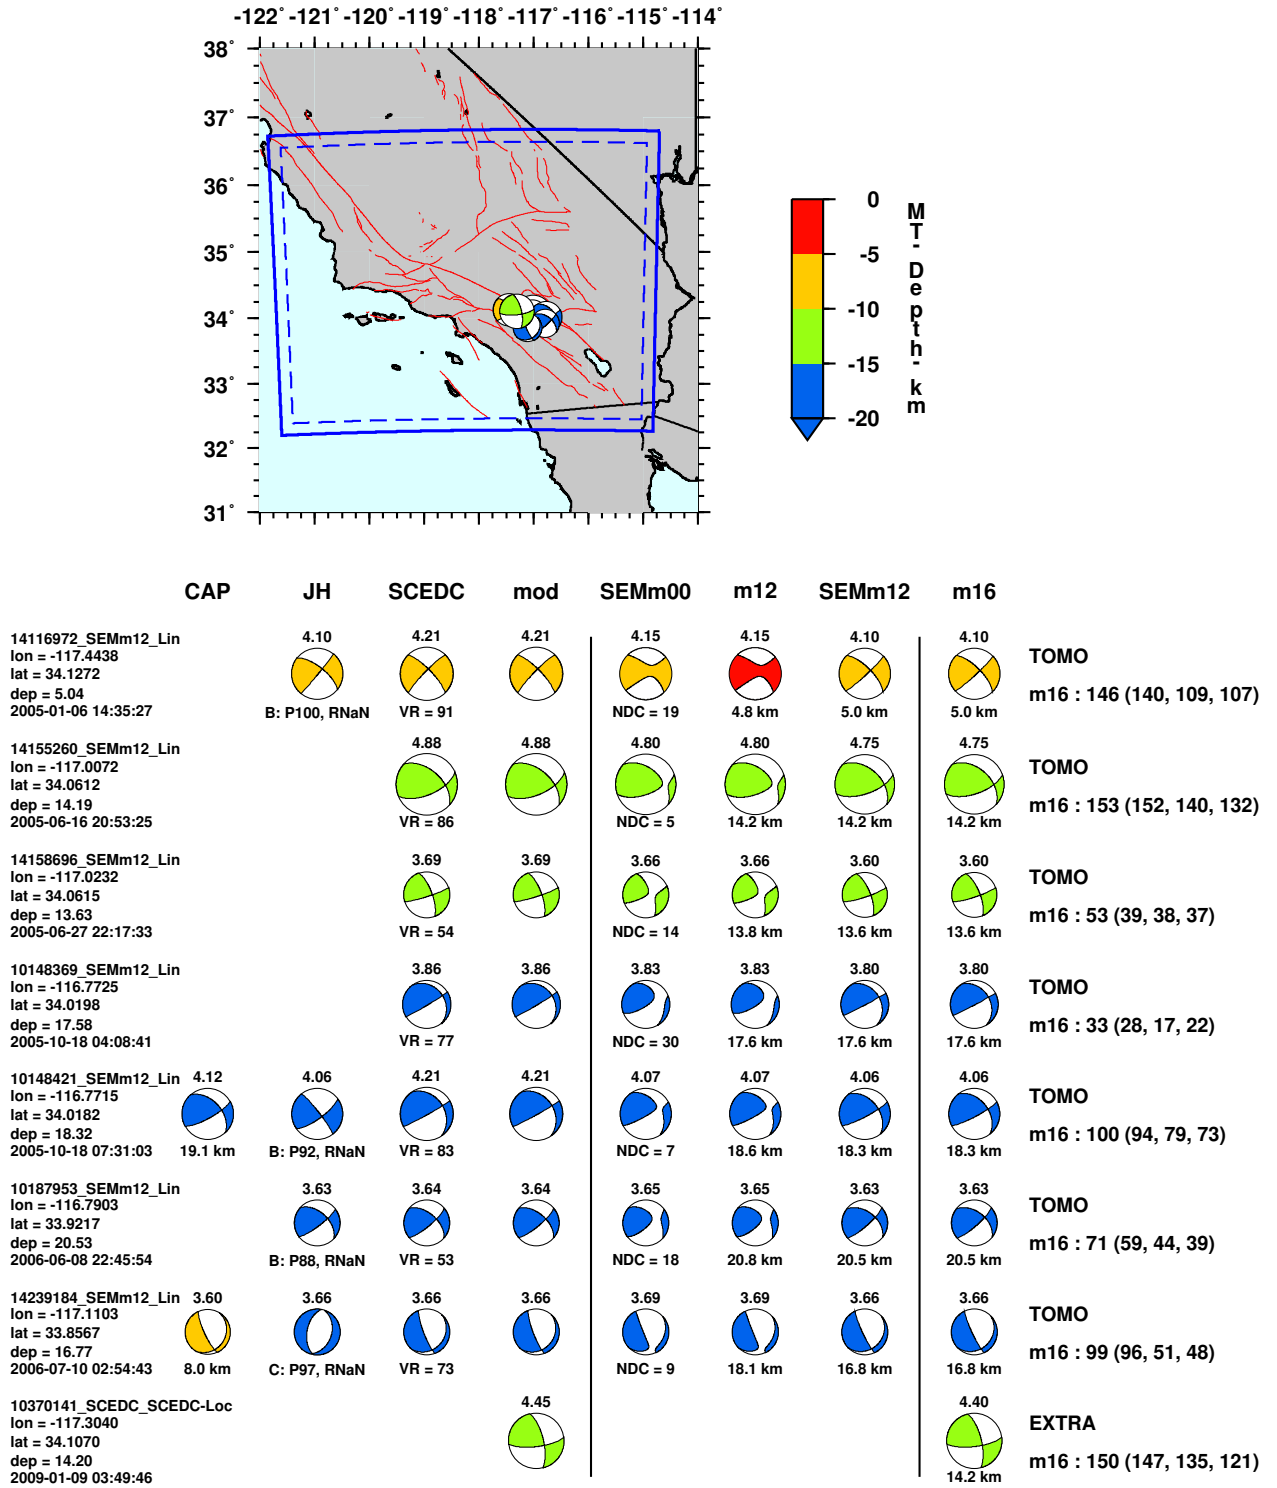 -122° -121° -120° -119° -118° -117° -116° -115° -114°
38°
37°
36°
35°
34°
33°
32°
31°
0
-5
-10
-15
-20
MT-Depth-km
CAP JH SCEDC mod SEMm00 m12 SEMm12 m16
14116972_SEMm12_Lin 4.10 4.21 4.21 4.15 4.15 4.10 4.10
lon = -117.4438 TOMO
lat = 34.1272
dep = 5.04 m16 : 146 (140, 109, 107)
2005-01-06 14:35:27 B: P100, RNaN VR = 91 NDC = 19 4.8 km 5.0 km 5.0 km
14155260_SEMm12_Lin 4.88 4.88 4.80 4.80 4.75 4.75
lon = -117.0072 TOMO
lat = 34.0612
dep = 14.19 m16 : 153 (152, 140, 132)
2005-06-16 20:53:25 VR = 86 NDC = 5 14.2 km 14.2 km 14.2 km
14158696_SEMm12_Lin 3.69 3.69 3.66 3.66 3.60 3.60
lon = -117.0232 TOMO
lat = 34.0615
dep = 13.63 m16 : 53 (39, 38, 37)
2005-06-27 22:17:33 VR = 54 NDC = 14 13.8 km 13.6 km 13.6 km
10148369_SEMm12_Lin 3.86 3.86 3.83 3.83 3.80 3.80
lon = -116.7725 TOMO
lat = 34.0198
dep = 17.58 m16 : 33 (28, 17, 22)
2005-10-18 04:08:41 VR = 77 NDC = 30 17.6 km 17.6 km 17.6 km
10148421_SEMm12_Lin 4.12 4.06 4.21 4.21 4.07 4.07 4.06 4.06
lon = -116.7715 TOMO
lat = 34.0182
dep = 18.32 m16 : 100 (94, 79, 73)
2005-10-18 07:31:03 19.1 km B: P92, RNaN VR = 83 NDC = 7 18.6 km 18.3 km 18.3 km
10187953_SEMm12_Lin 3.63 3.64 3.64 3.65 3.65 3.63 3.63
lon = -116.7903 TOMO
lat = 33.9217
dep = 20.53 m16 : 71 (59, 44, 39)
2006-06-08 22:45:54 B: P88, RNaN VR = 53 NDC = 18 20.8 km 20.5 km 20.5 km
14239184_SEMm12_Lin 3.60 3.66 3.66 3.66 3.69 3.69 3.66 3.66
lon = -117.1103 TOMO
lat = 33.8567
dep = 16.77 m16 : 99 (96, 51, 48)
2006-07-10 02:54:43 8.0 km C: P97, RNaN VR = 73 NDC = 9 18.1 km 16.8 km 16.8 km
10370141_SCEDC_SCEDC-Loc 4.45 4.40
lon = -117.3040 EXTRA
lat = 34.1070
dep = 14.20 m16 : 150 (147, 135, 121)
2009-01-09 03:49:46 14.2 km